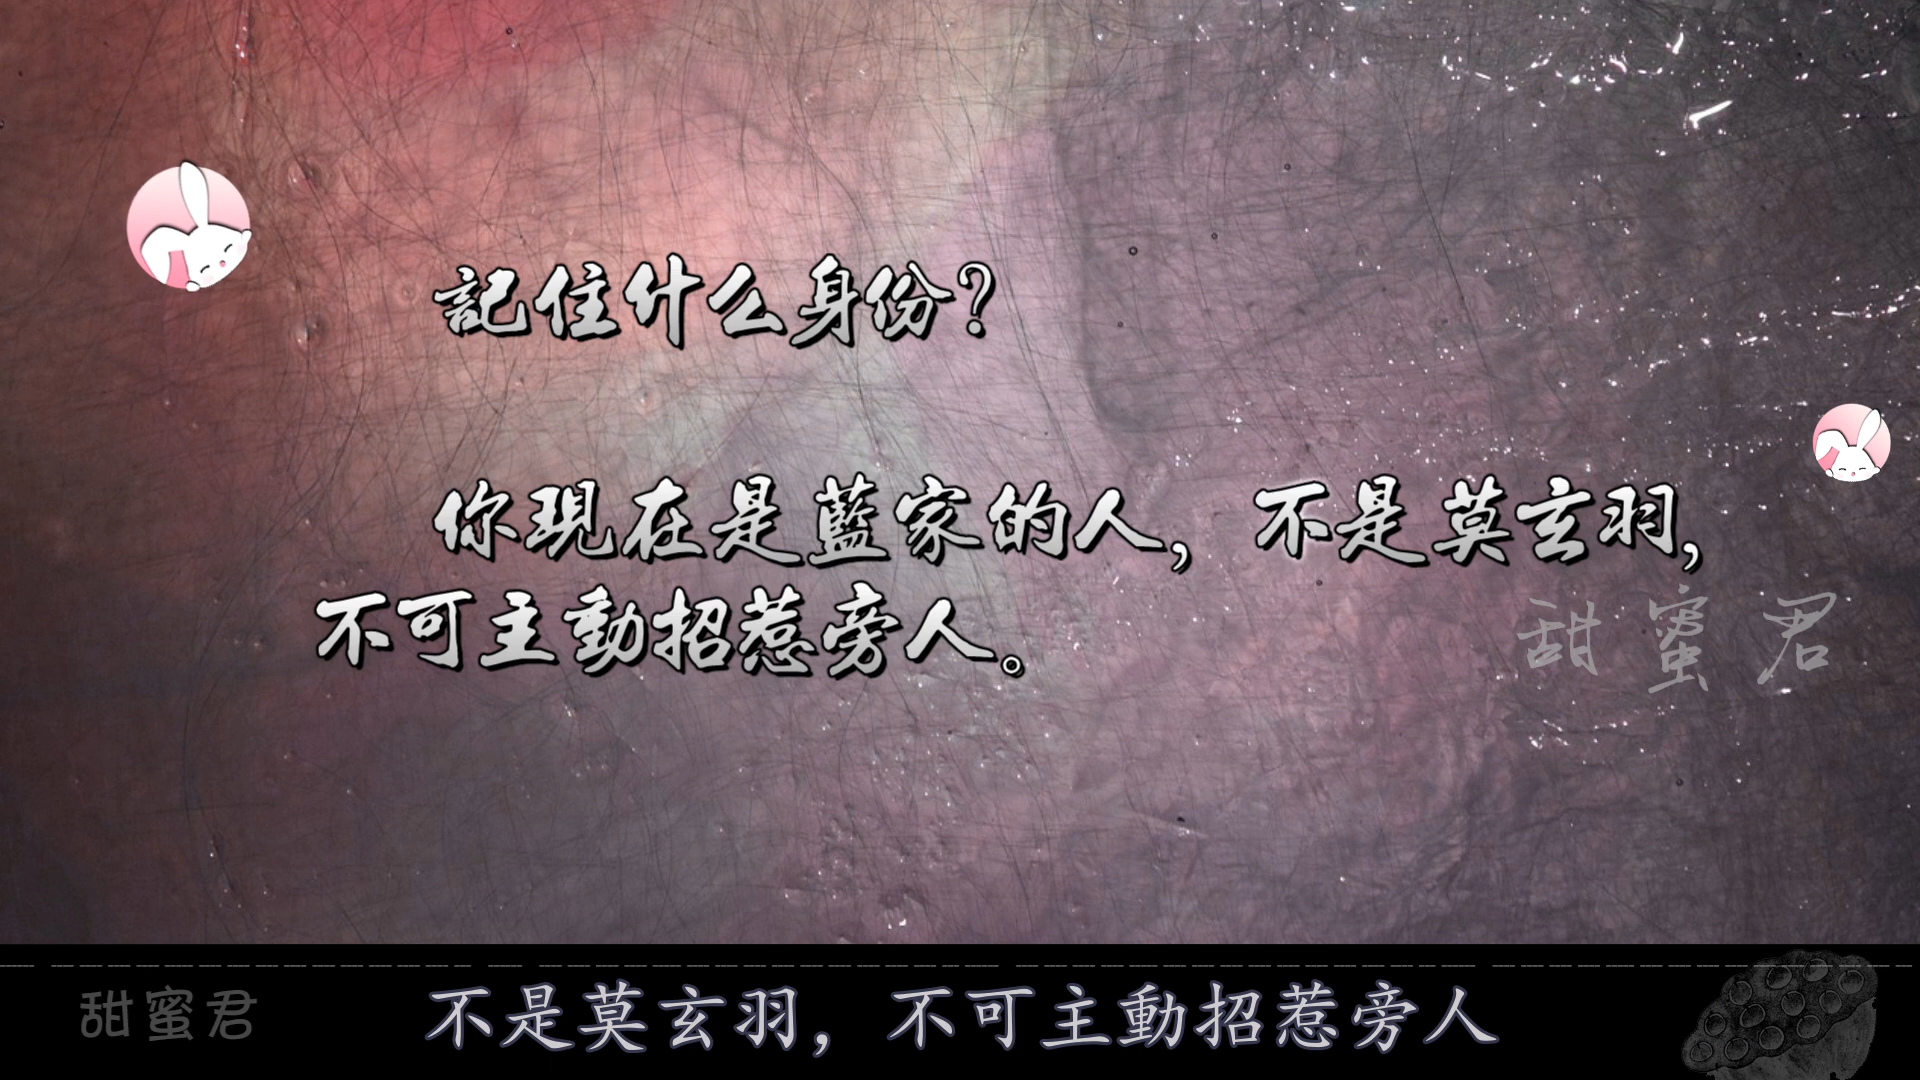 記住什么身份？
你現在是藍家的人，不是莫玄羽，
不可主動招惹旁人。
甜蜜君
甜蜜君
不是莫玄羽，不可主動招惹旁人